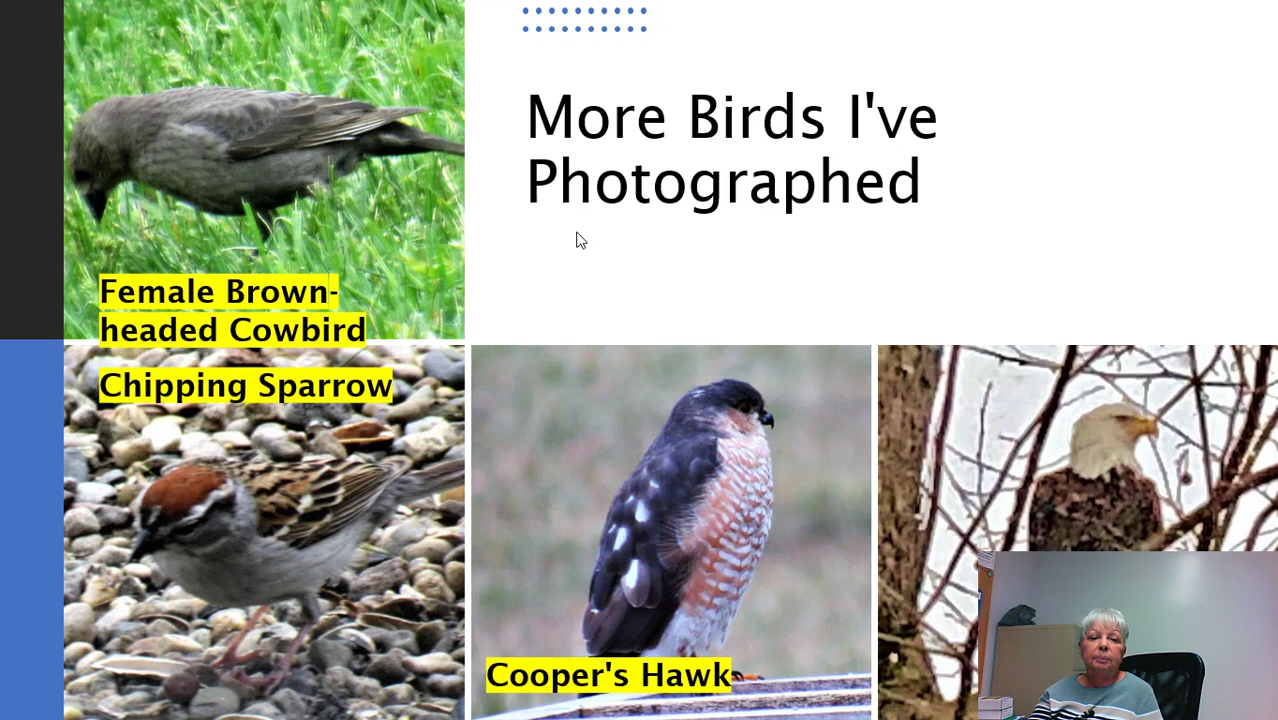 More Birds I've
Photographed
Female Brown-
headed Cowbird
Chipping Sparrow
Cooper's Hawk